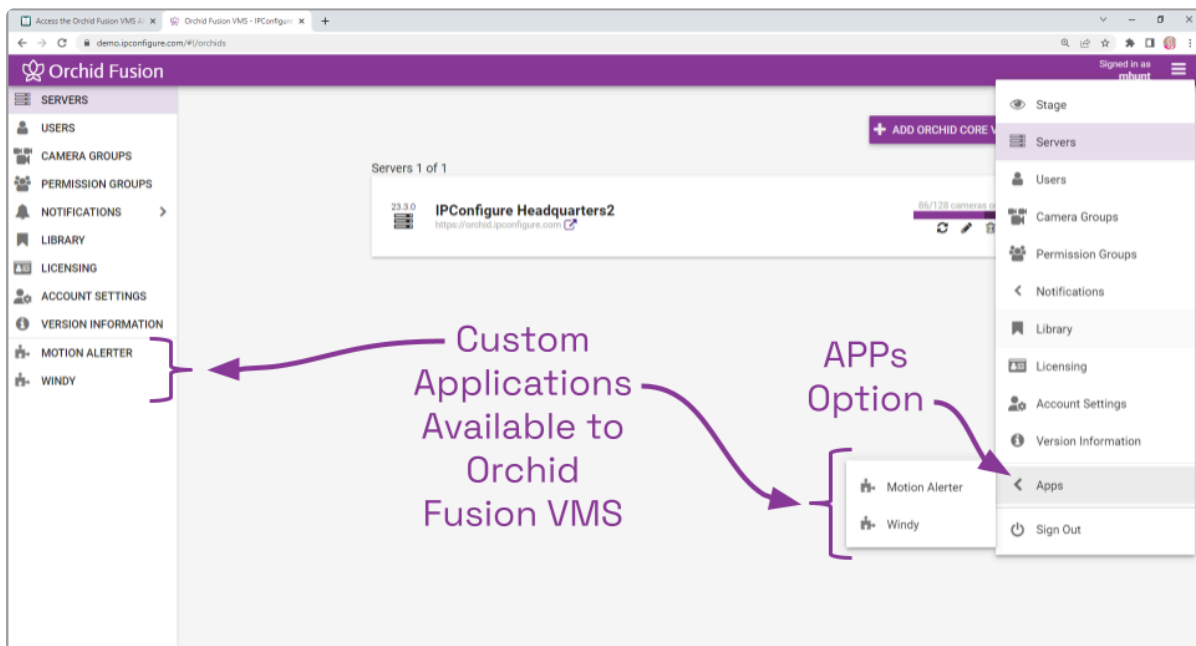 Access the Orchid Fusion VMS A
Orchid Fusion VMS - IPConfigure
demo.ipconfigure.com/#!/orchids
Orchid Fusion
Signed in as
mhunt
SERVERS
USERS
CAMERA GROUPS
PERMISSION GROUPS
NOTIFICATIONS
LIBRARY
LICENSING
ACCOUNT SETTINGS
VERSION INFORMATION
MOTION ALERTER
WINDY
+ ADD ORCHID CORE V
Servers 1 of 1
23.3.0
IPConfigure Headquarters2
https://orchid.ipconfigure.com
86/128 cameras o
Custom
Applications
Available to
Orchid
Fusion VMS
APPs
Option
Stage
Servers
Users
Camera Groups
Permission Groups
Notifications
Library
Licensing
Account Settings
Version Information
Apps
Motion Alerter
Windy
Sign Out